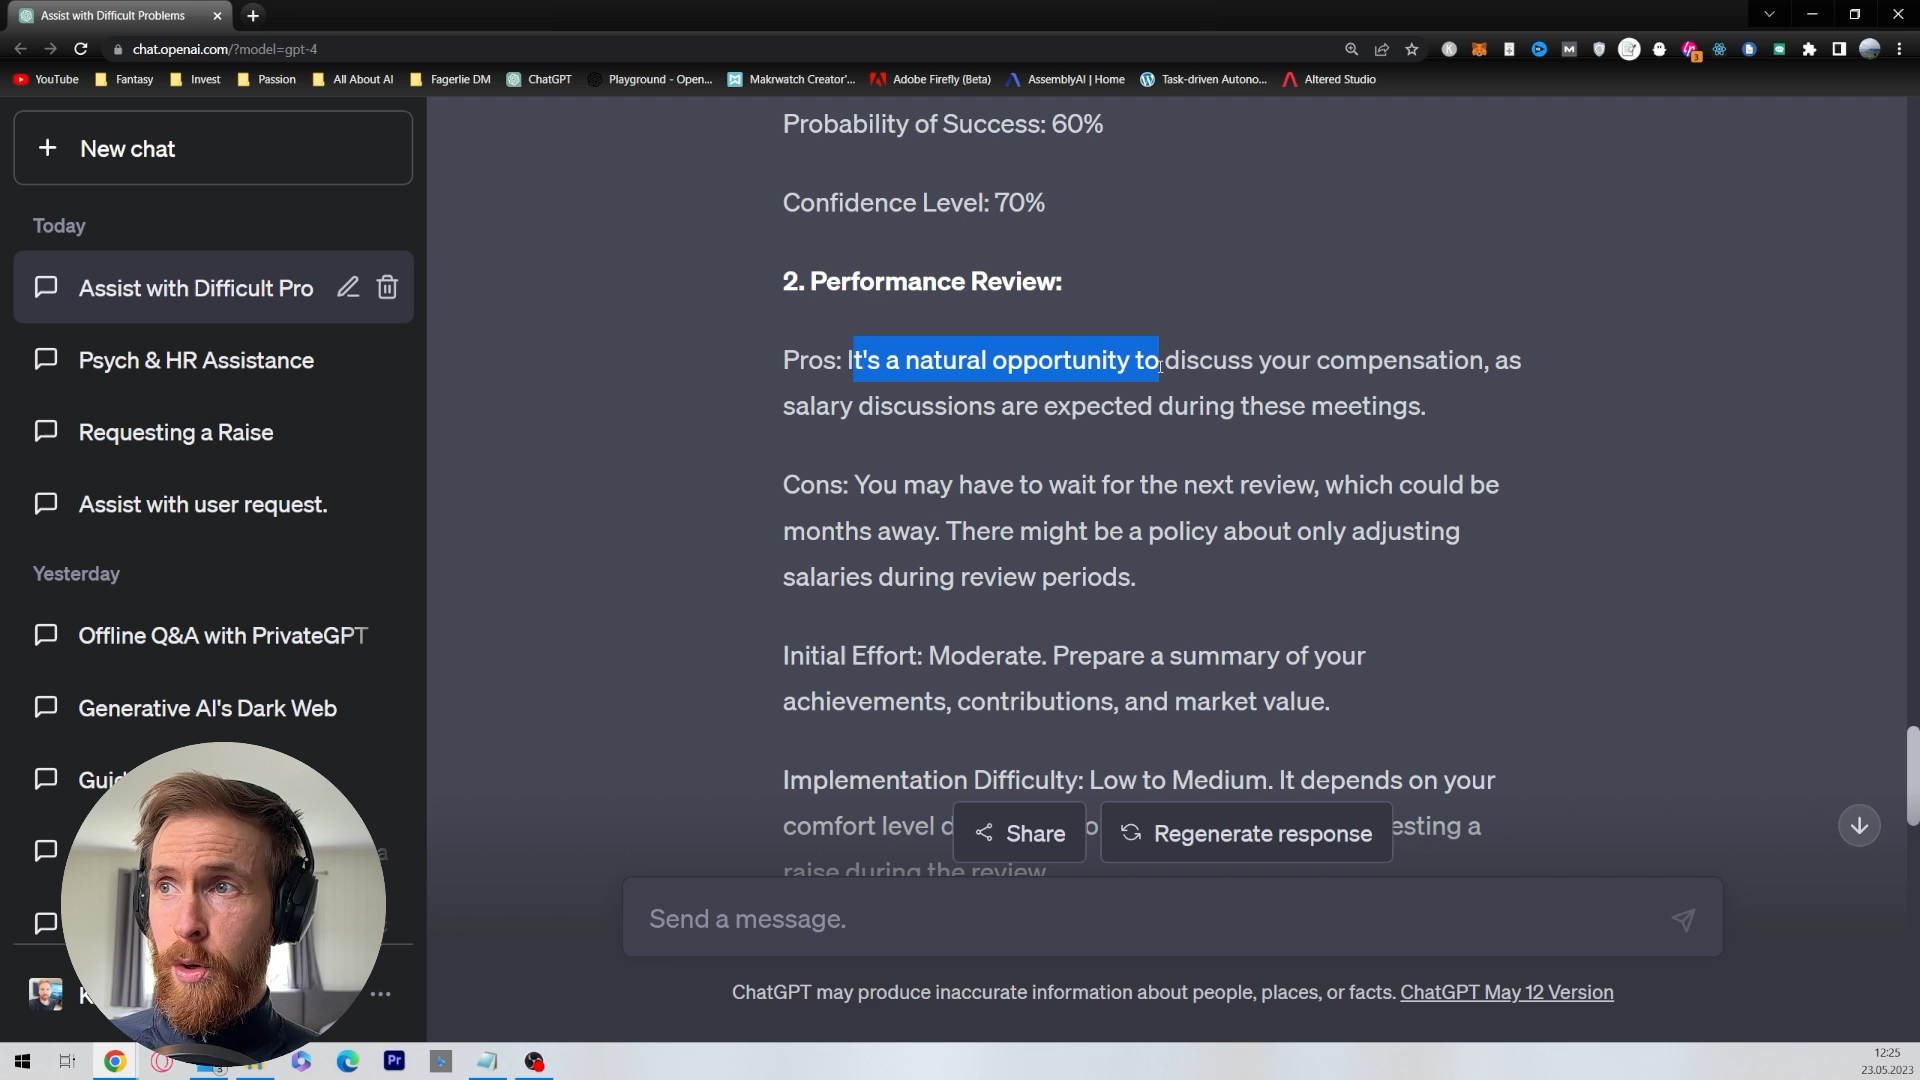 Assist with Difficult Problems
chat.openai.com/?model=gpt-4
YouTube
Fantasy
Invest
Passion
All About AI
Fagerlie DM
ChatGPT
Playground - Open...
Makrwatch Creator'...
Adobe Firefly (Beta)
AssemblyAI | Home
Task-driven Autono...
Altered Studio
New chat
Today
Assist with Difficult Pro
Psych & HR Assistance
Requesting a Raise
Assist with user request.
Yesterday
Offline Q&A with PrivateGPT
Generative AI's Dark Web
Probability of Success: 60%
Confidence Level: 70%
2. Performance Review:
Pros: It's a natural opportunity to discuss your compensation, as
salary discussions are expected during these meetings.
Cons: You may have to wait for the next review, which could be
months away. There might be a policy about only adjusting
salaries during review periods.
Initial Effort: Moderate. Prepare a summary of your
achievements, contributions, and market value.
Implementation Difficulty: Low to Medium. It depends on your
comfort level
raise during the review
Share
Regenerate response
Send a message.
ChatGPT may produce inaccurate information about people, places, or facts. ChatGPT May 12 Version
12:25
23.05.2023